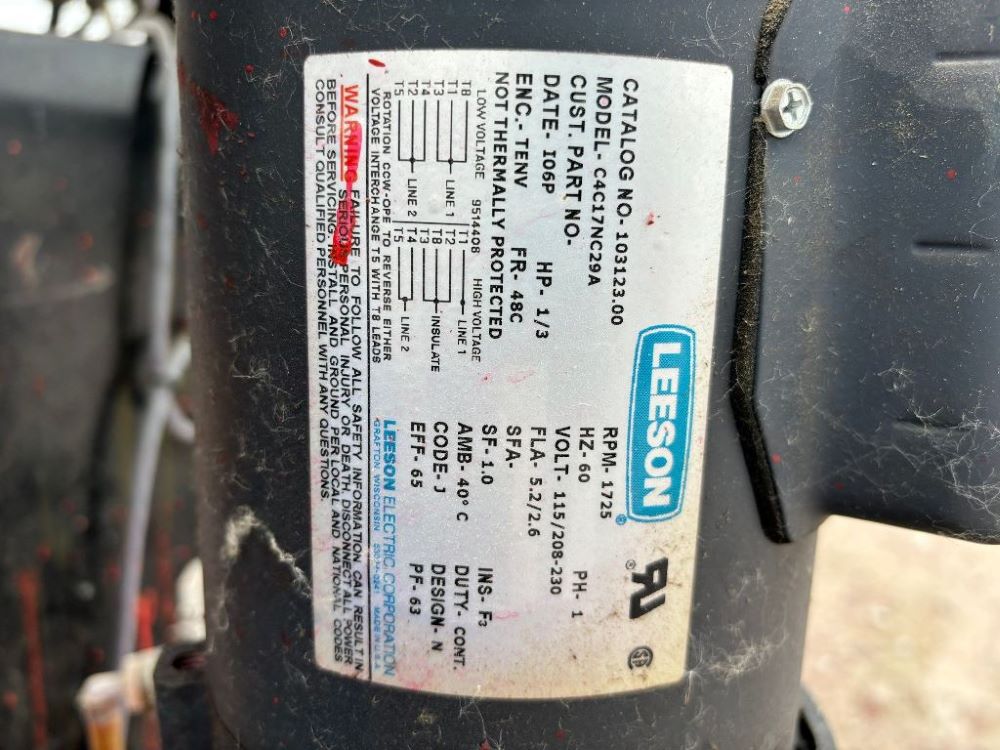 LEESON®
CATALOG NO- 103123.00
MODEL- C4C17NC29A
CUST. PART NO-
DATE- I06P HP- 1/3
ENC.- TENV FR- 48C
NOT THERMALLY PROTECTED
RPM- 1725 PH- 1
HZ- 60
VOLT- 115/208-230
FLA- 5.2/2.6
SFA-
SF- 1.0 INS- F3
AMB- 40° C DUTY- CONT.
CODE- J DESIGN- N
EFF- 65 PF- 63
LOW VOLTAGE 9514408 HIGH VOLTAGE
T8 T1
T1 LINE 1 T2 LINE 1
T3 T8
T4 T3 INSULATE
T2 LINE 2 T4
T5 T5 LINE 2
ROTATION CCW-OPE TO REVERSE EITHER
VOLTAGE INTERCHANGE T5 WITH T8 LEADS
LEESON ELECTRIC CORPORATION
GRAFTON, WISCONSIN MADE IN U.S.A.
WARNING FAILURE TO FOLLOW ALL SAFETY INFORMATION CAN RESULT IN
SERIOUS PERSONAL INJURY OR DEATH. DISCONNECT ALL POWER
BEFORE SERVICING. INSTALL AND GROUND PER LOCAL AND NATIONAL CODES
CONSULT QUALIFIED PERSONNEL WITH ANY QUESTIONS.